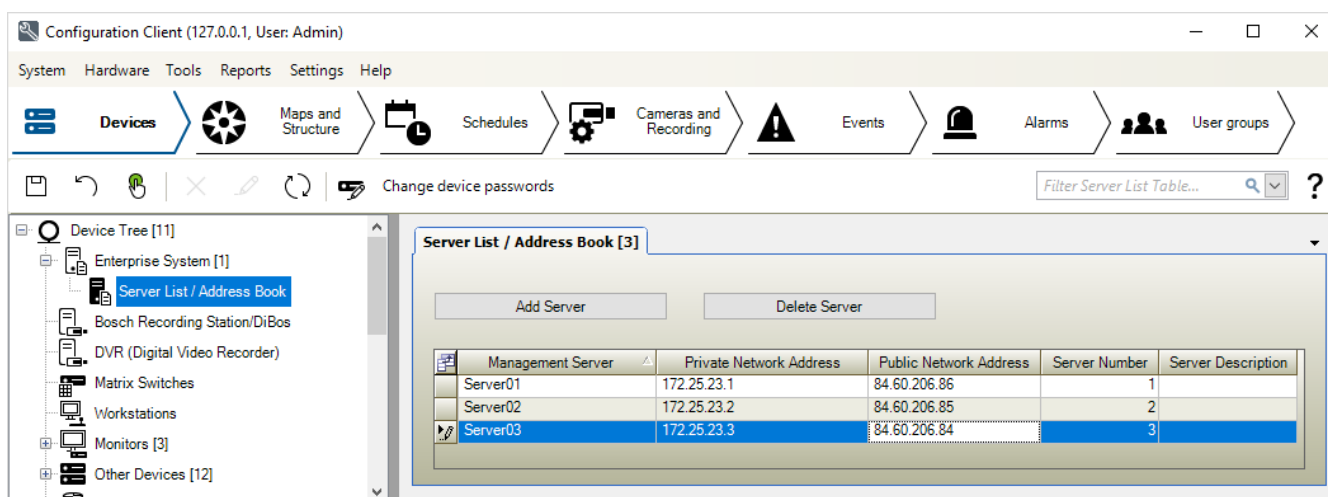 Configuration Client (127.0.0.1, User: Admin)
System Hardware Tools Reports Settings Help
Devices Maps and Structure Schedules Cameras and Recording Events Alarms User groups
Change device passwords Filter Server List Table... ?
Device Tree [11]
Enterprise System [1]
Server List / Address Book
Bosch Recording Station/DiBos
DVR (Digital Video Recorder)
Matrix Switches
Workstations
Monitors [3]
Other Devices [12]
Server List / Address Book [3]
Add Server Delete Server
Management Server Private Network Address Public Network Address Server Number Server Description
Server01 172.25.23.1 84.60.206.86 1
Server02 172.25.23.2 84.60.206.85 2
Server03 172.25.23.3 84.60.206.84 3